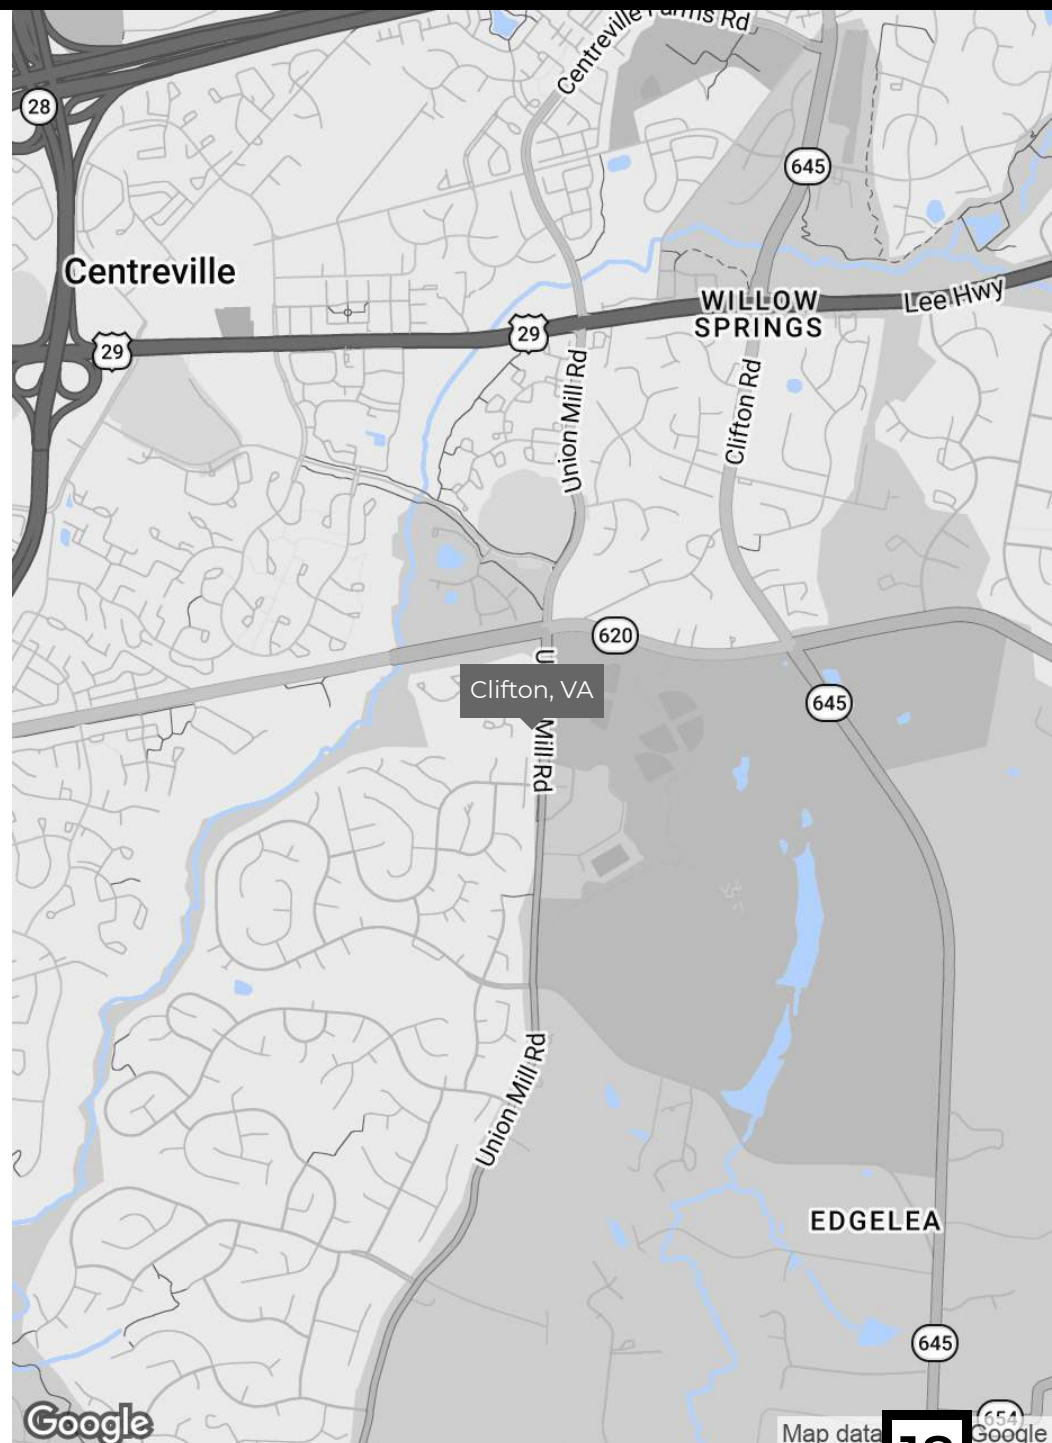 Centreville Farms Rd
28
645
Centreville
WILLOW
SPRINGS
Lee Hwy
29
29
Union Mill Rd
Clifton Rd
620
Clifton, VA
Mill Rd
645
Union Mill Rd
EDGELEA
645
654
Google
Map data
Google